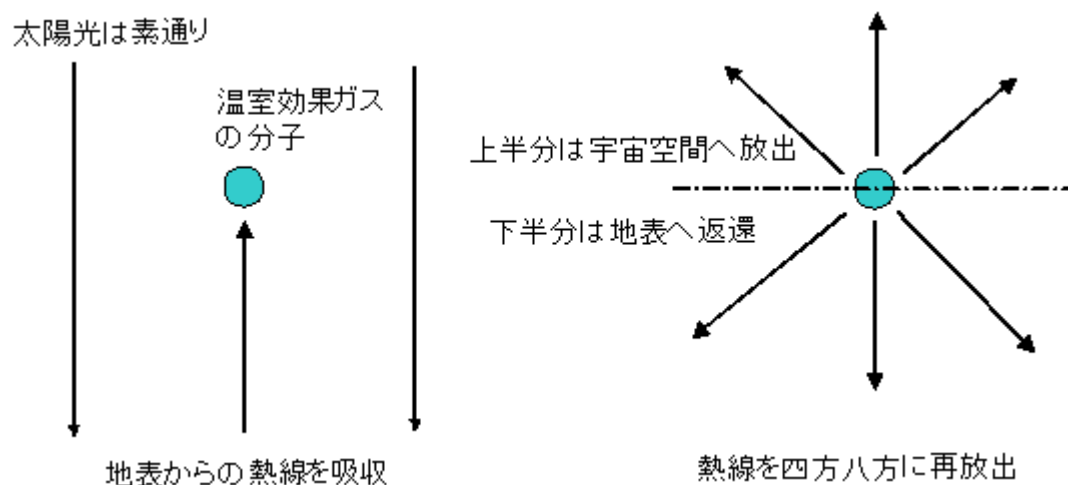 太陽光は素通り
温室効果ガス
の分子
地表からの熱線を吸収
上半分は宇宙空間へ放出
下半分は地表へ返還
熱線を四方八方に再放出